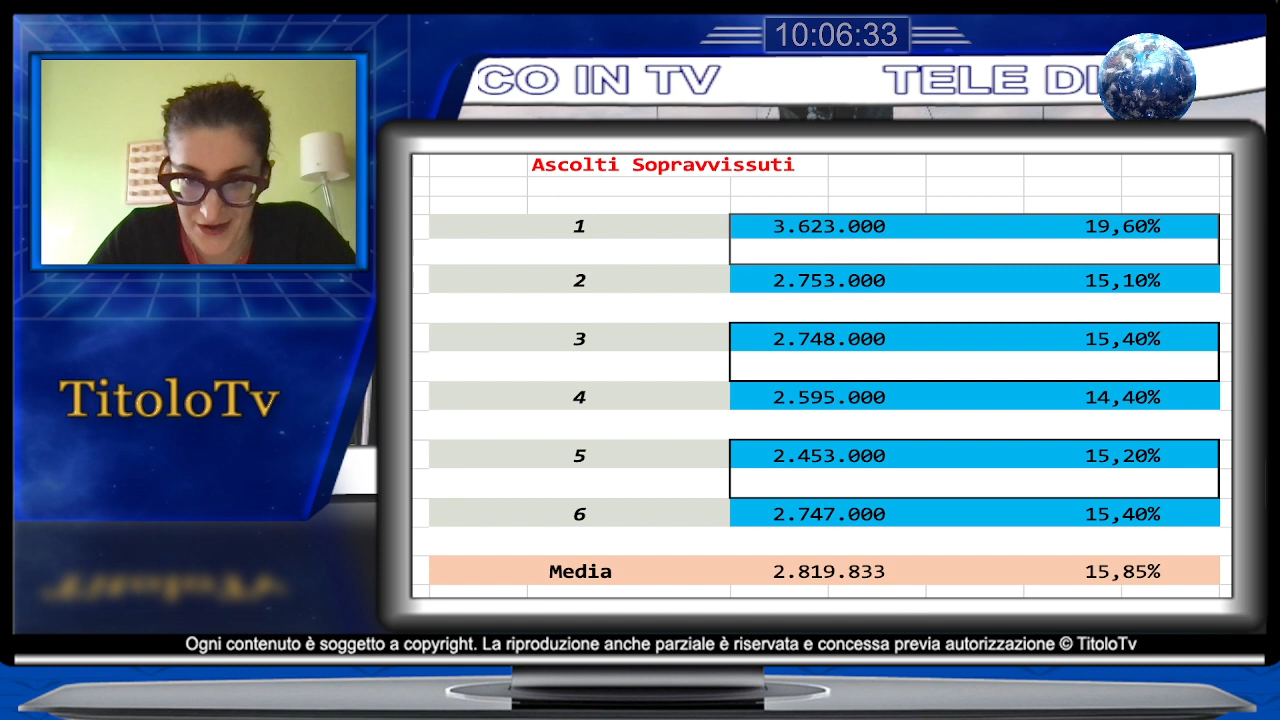 10:06:33
CO IN TV TELE DI
Ascolti Sopravvissuti
1 3.623.000 19,60%
2 2.753.000 15,10%
3 2.748.000 15,40%
4 2.595.000 14,40%
5 2.453.000 15,20%
6 2.747.000 15,40%
Media 2.819.833 15,85%
TitoloTv
Ogni contenuto è soggetto a copyright. La riproduzione anche parziale è riservata e concessa previa autorizzazione © TitoloTv